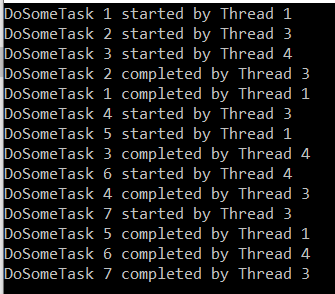 DoSomeTask 1 started by Thread 1
DoSomeTask 2 started by Thread 3
DoSomeTask 3 started by Thread 4
DoSomeTask 2 completed by Thread 3
DoSomeTask 1 completed by Thread 1
DoSomeTask 4 started by Thread 3
DoSomeTask 5 started by Thread 1
DoSomeTask 3 completed by Thread 4
DoSomeTask 6 started by Thread 4
DoSomeTask 4 completed by Thread 3
DoSomeTask 7 started by Thread 3
DoSomeTask 5 completed by Thread 1
DoSomeTask 6 completed by Thread 4
DoSomeTask 7 completed by Thread 3